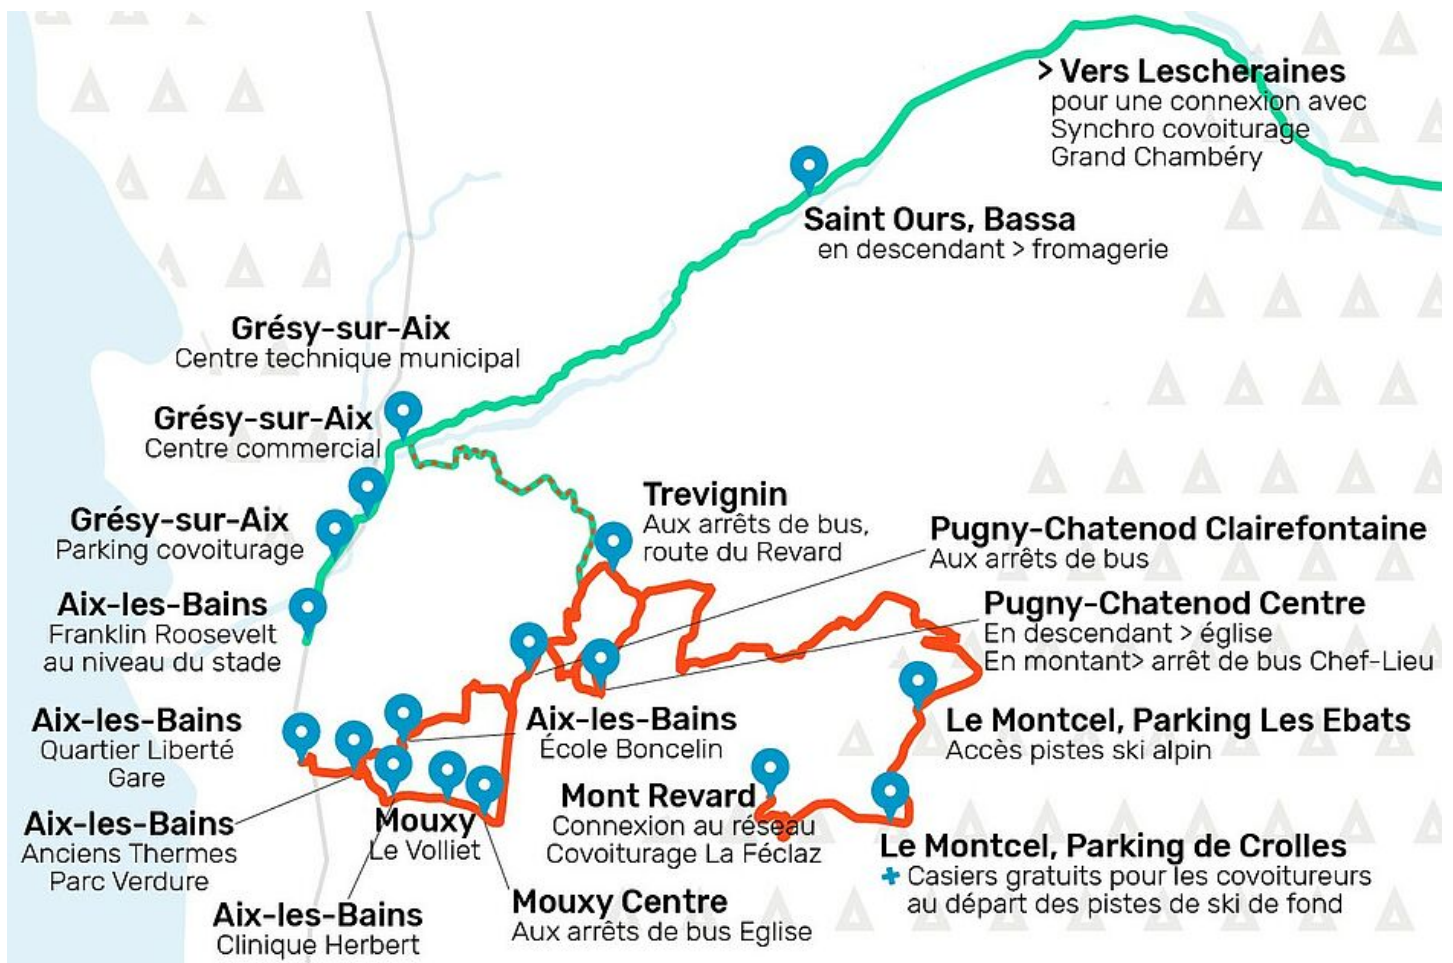 > Vers Lescheraines
pour une connexion avec
Synchro covoiturage
Grand Chambéry
Saint Ours, Bassa
en descendant > fromagerie
Grésy-sur-Aix
Centre technique municipal
Grésy-sur-Aix
Centre commercial
Grésy-sur-Aix
Parking covoiturage
Trevignin
Aux arrêts de bus,
route du Revard
Pugny-Chatenod Clairefontaine
Aux arrêts de bus
Aix-les-Bains
Franklin Roosevelt
au niveau du stade
Pugny-Chatenod Centre
En descendant > église
En montant> arrêt de bus Chef-Lieu
Aix-les-Bains
Quartier Liberté
Gare
Aix-les-Bains
École Boncelin
Le Montcel, Parking Les Ebats
Accès pistes ski alpin
Aix-les-Bains
Anciens Thermes
Parc Verdure
Mouxy
Le Volliet
Mont Revard
Connexion au réseau
Covoiturage La Féclaz
Le Montcel, Parking de Crolles
+ Casiers gratuits pour les covoitureurs
au départ des pistes de ski de fond
Aix-les-Bains
Clinique Herbert
Mouxy Centre
Aux arrêts de bus Eglise